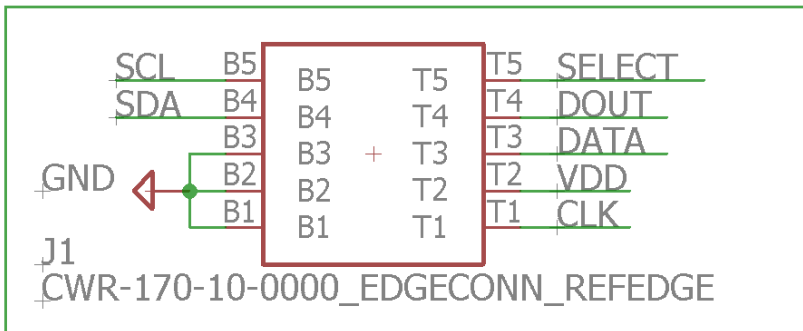 SCL B5 B5 T5 T5 SELECT
SDA B4 B4 T4 T4 DOUT
B3 B3 T3 T3 DATA
GND B2 B2 T2 T2 VDD
B1 B1 T1 T1 CLK
J1
CWR-170-10-0000_EDGECONN_REFEDGE